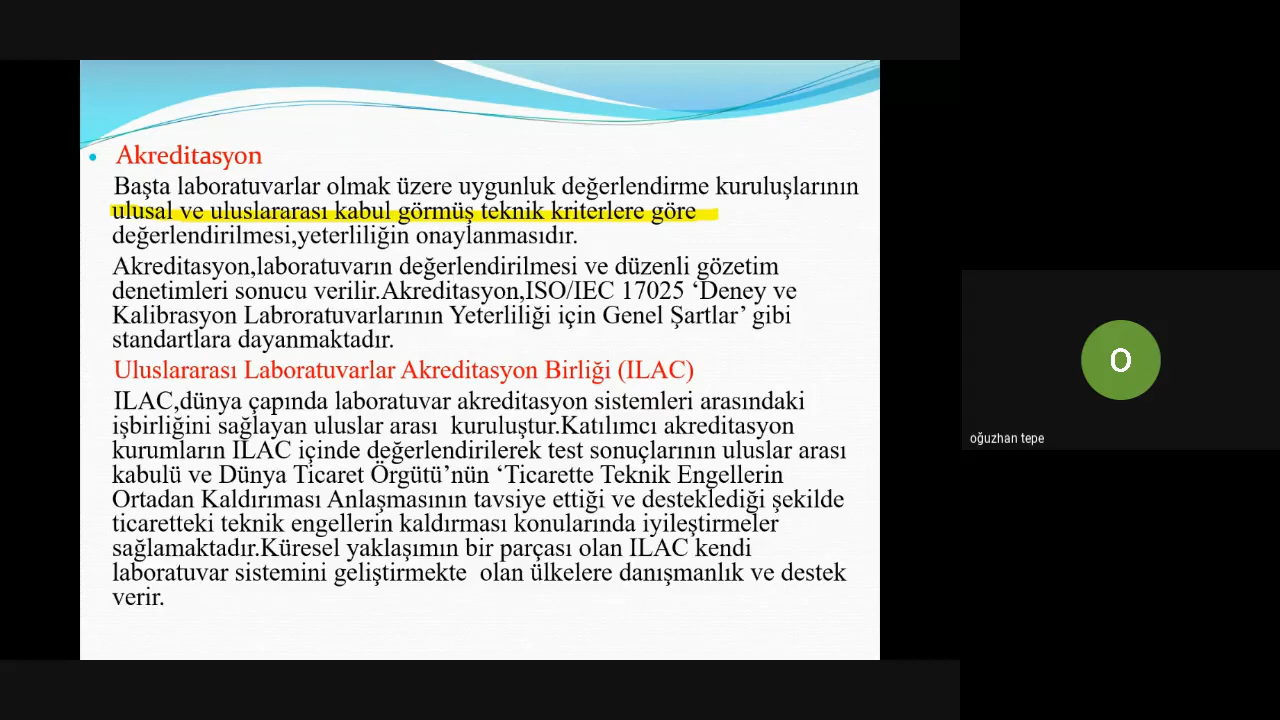 Akreditasyon
Başta laboratuvarlar olmak üzere uygunluk değerlendirme kuruluşlarının
ulusal ve uluslararası kabul görmüş teknik kriterlere göre
değerlendirilmesi,yeterliliğin onaylanmasıdır.
Akreditasyon,laboratuvarın değerlendirilmesi ve düzenli gözetim
denetimleri sonucu verilir.Akreditasyon,ISO/IEC 17025 ‘Deney ve
Kalibrasyon Labroratuvarlarının Yeterliliği için Genel Şartlar’ gibi
standartlara dayanmaktadır.
Uluslararası Laboratuvarlar Akreditasyon Birliği (ILAC)
ILAC,dünya çapında laboratuvar akreditasyon sistemleri arasındaki
işbirliğini sağlayan uluslar arası kuruluştur.Katılımcı akreditasyon
kurumların ILAC içinde değerlendirilerek test sonuçlarının uluslar arası
kabulü ve Dünya Ticaret Örgütü’nün ‘Ticarette Teknik Engellerin
Ortadan Kaldırıması Anlaşmasının tavsiye ettiği ve desteklediği şekilde
ticaretteki teknik engellerin kaldırması konularında iyileştirmeler
sağlamaktadır.Küresel yaklaşımın bir parçası olan ILAC kendi
laboratuvar sistemini geliştirmekte olan ülkelere danışmanlık ve destek
verir.
O
oğuzhan tepe